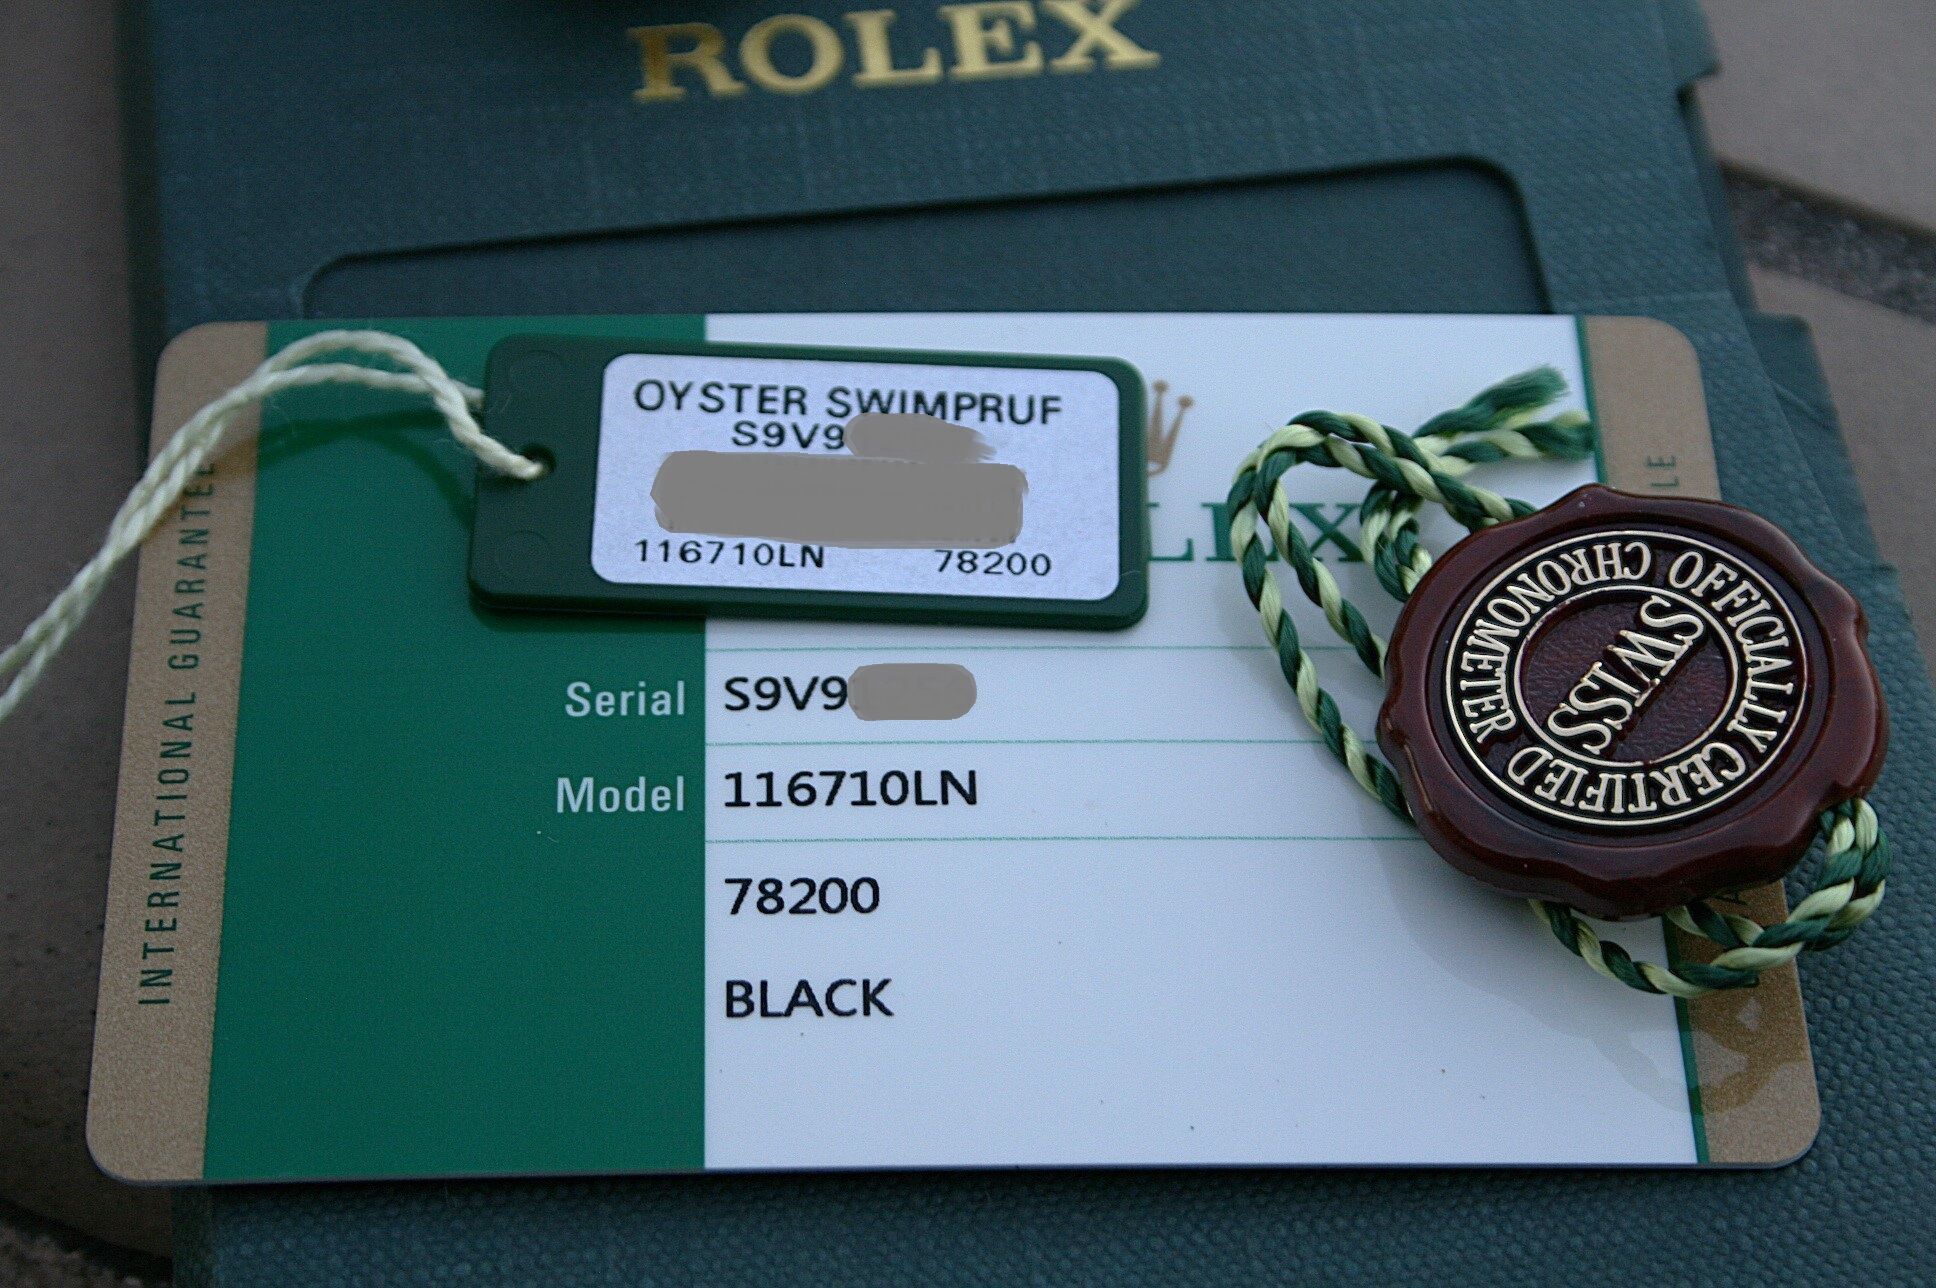 ROLEX
OYSTER SWIMPRUF
S9V9
116710LN 78200
INTERNATIONAL GUARANTEE
Serial S9V9
Model 116710LN
78200
BLACK
OFFICIALLY CERTIFIED CHRONOMETER
SWISS